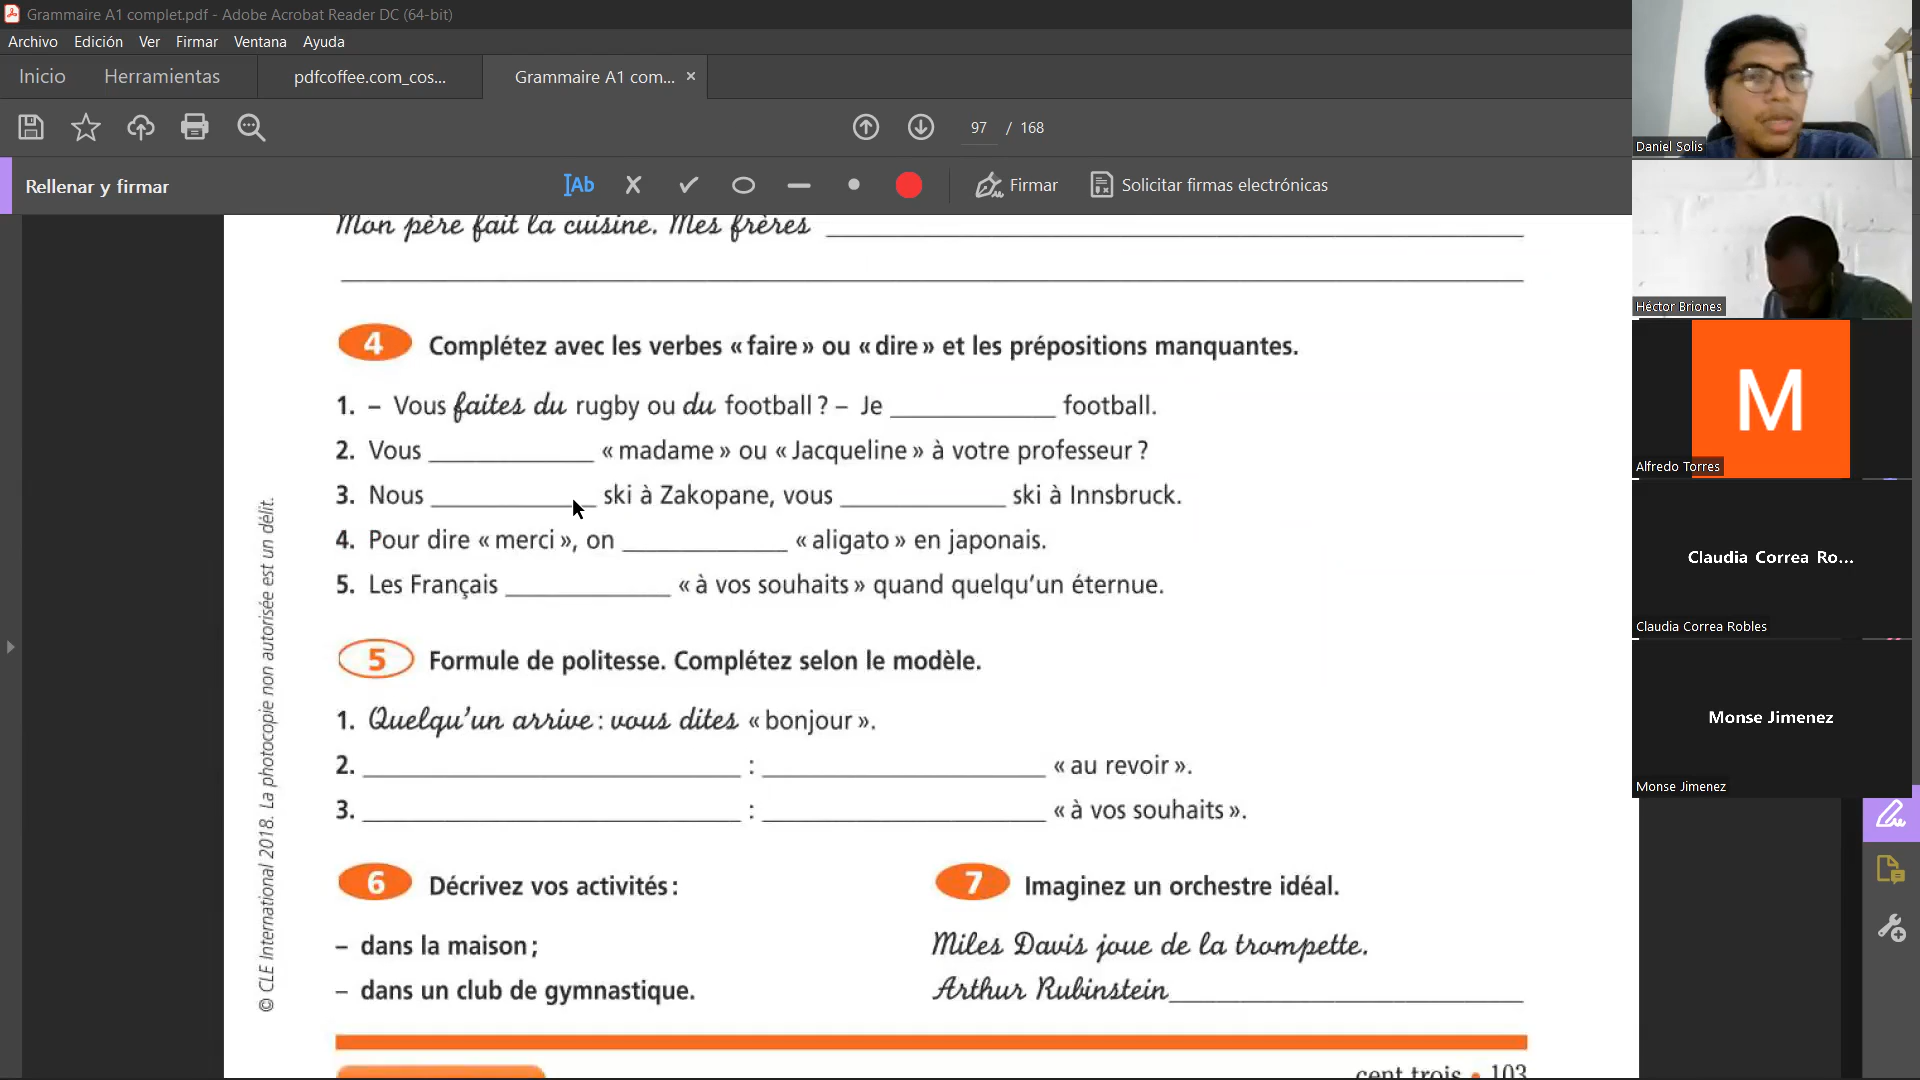 Grammaire A1 complet.pdf - Adobe Acrobat Reader DC (64-bit)
Archivo Edición Ver Firmar Ventana Ayuda
Inicio Herramientas pdfcoffee.com_cos... Grammaire A1 com... ×
97 / 168
Rellenar y firmar
Ab Firmar Solicitar firmas electrónicas
Mon père fait la cuisine. Mes frères
4 Complétez avec les verbes « faire » ou « dire » et les prépositions manquantes.
1. – Vous faites du rugby ou du football ? – Je ____________ football.
2. Vous ____________ « madame » ou « Jacqueline » à votre professeur ?
3. Nous ____________ ski à Zakopane, vous ____________ ski à Innsbruck.
4. Pour dire « merci », on ____________ « aligato » en japonais.
5. Les Français ____________ « à vos souhaits » quand quelqu'un éternue.
5 Formule de politesse. Complétez selon le modèle.
1. Quelqu'un arrive : vous dites « bonjour ».
2. ____________ : ____________ « au revoir ».
3. ____________ : ____________ « à vos souhaits ».
6 Décrivez vos activités :
– dans la maison ;
– dans un club de gymnastique.
7 Imaginez un orchestre idéal.
Miles Davis joue de la trompette.
Arthur Rubinstein ____________
cent trois • 103
© CLE International 2018. La photocopie non autorisée est un délit.
Daniel Solis
Héctor Briones
M
Alfredo Torres
Claudia Correa Ro...
Claudia Correa Robles
Monse Jimenez
Monse Jimenez